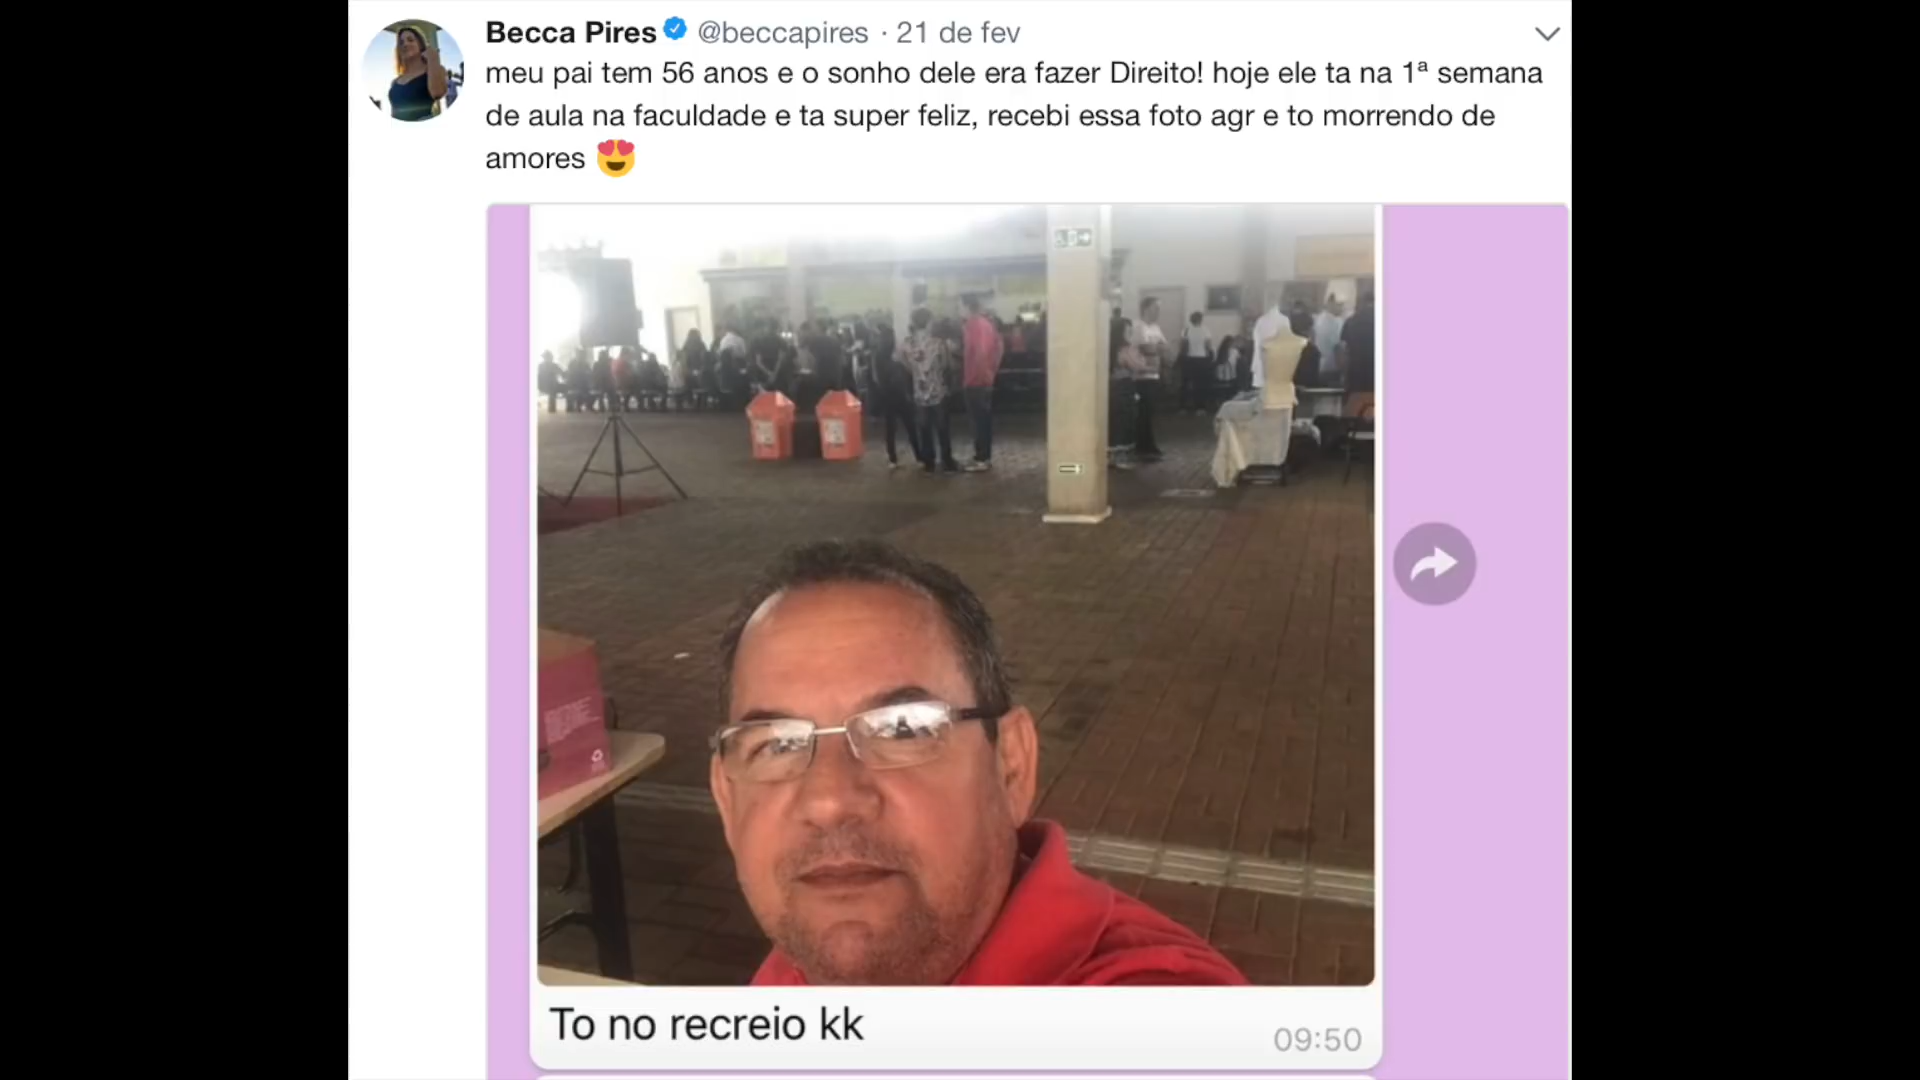 Becca Pires @beccapires · 21 de fev
meu pai tem 56 anos e o sonho dele era fazer Direito! hoje ele ta na 1ª semana
de aula na faculdade e ta super feliz, recebi essa foto agr e to morrendo de
amores 😍
To no recreio kk
09:50